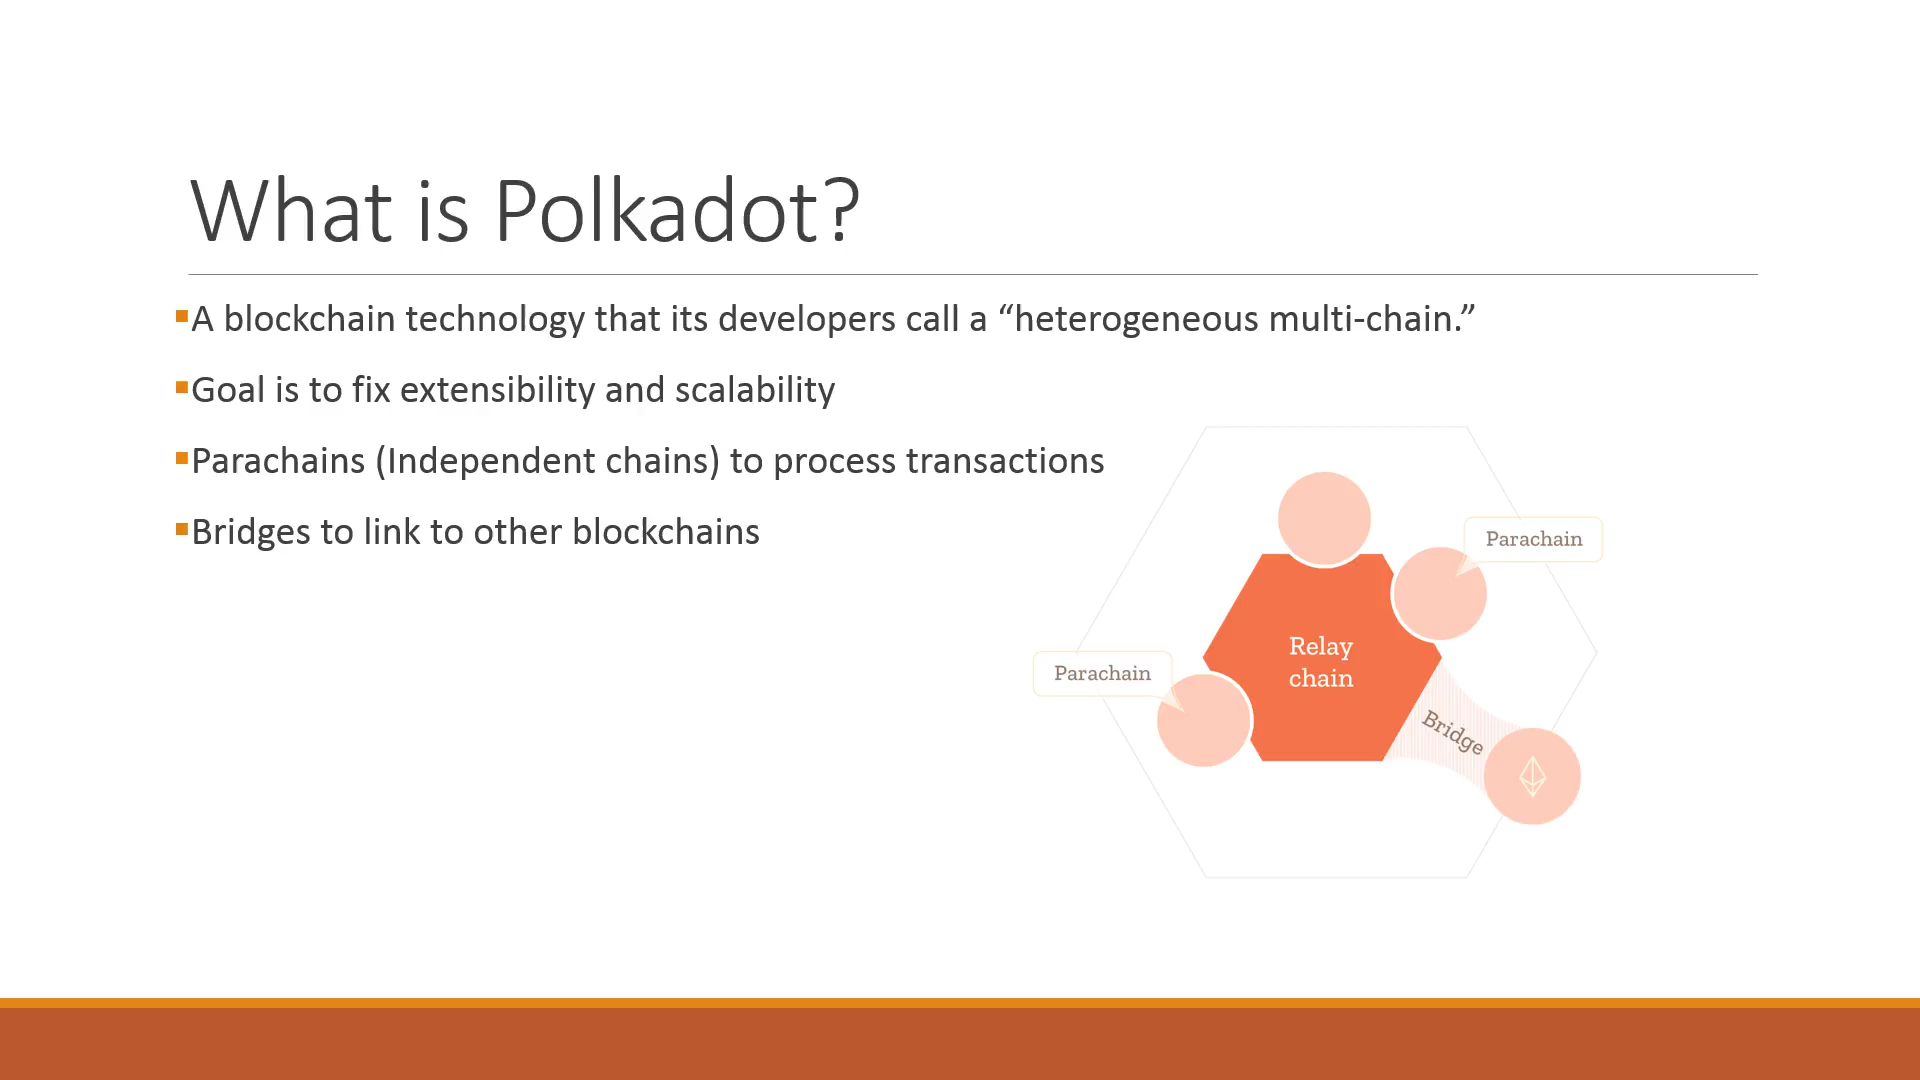 What is Polkadot?
▪A blockchain technology that its developers call a “heterogeneous multi-chain.”
▪Goal is to fix extensibility and scalability
▪Parachains (Independent chains) to process transactions
▪Bridges to link to other blockchains
Parachain
Relay
chain
Parachain
Bridge